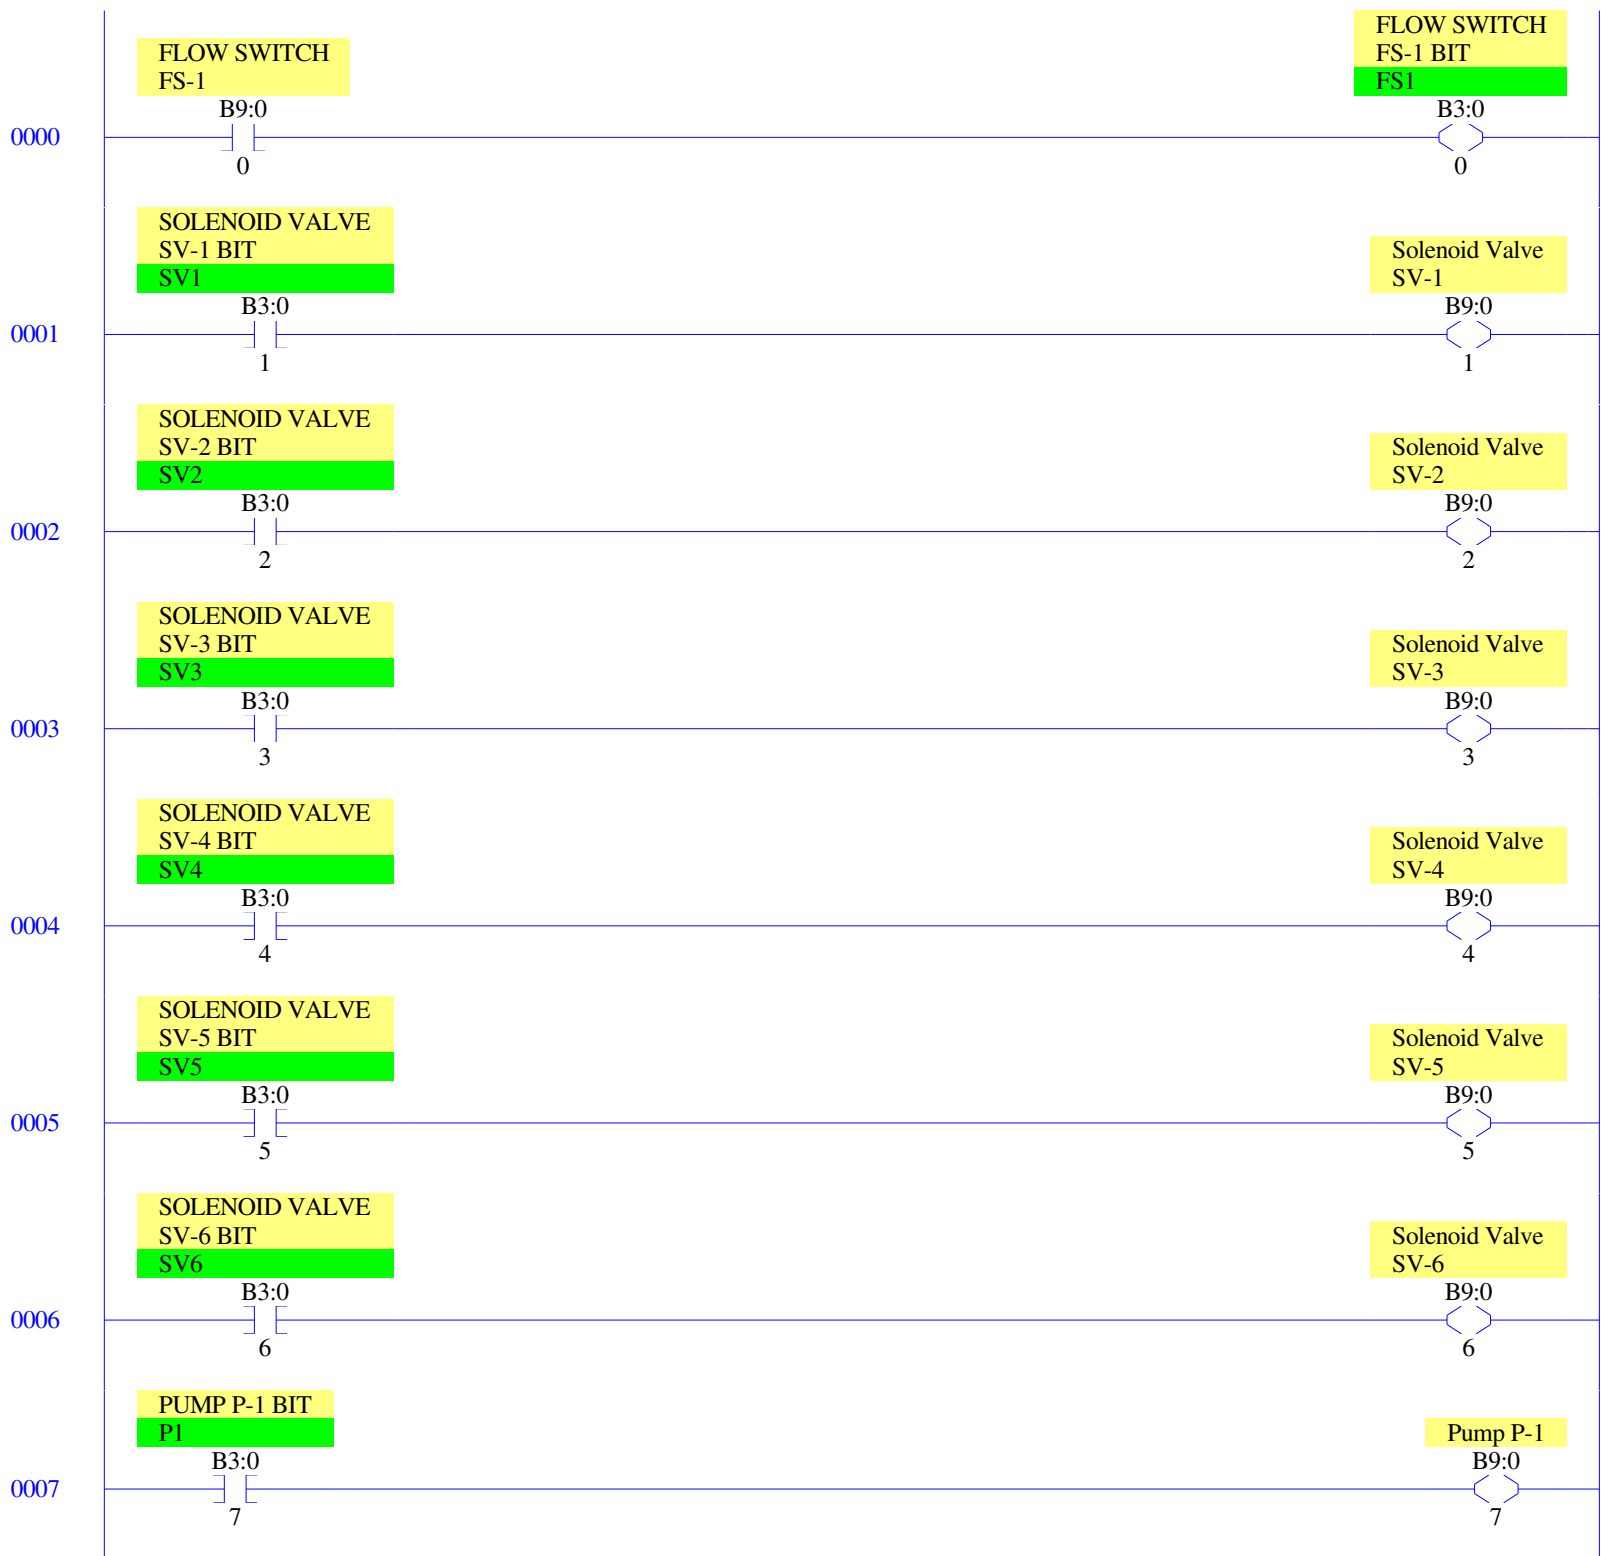 FLOW SWITCH
FS-1
B9:0
0
FLOW SWITCH
FS-1 BIT
FS1
B3:0
0
0000
SOLENOID VALVE
SV-1 BIT
SV1
B3:0
1
Solenoid Valve
SV-1
B9:0
1
0001
SOLENOID VALVE
SV-2 BIT
SV2
B3:0
2
Solenoid Valve
SV-2
B9:0
2
0002
SOLENOID VALVE
SV-3 BIT
SV3
B3:0
3
Solenoid Valve
SV-3
B9:0
3
0003
SOLENOID VALVE
SV-4 BIT
SV4
B3:0
4
Solenoid Valve
SV-4
B9:0
4
0004
SOLENOID VALVE
SV-5 BIT
SV5
B3:0
5
Solenoid Valve
SV-5
B9:0
5
0005
SOLENOID VALVE
SV-6 BIT
SV6
B3:0
6
Solenoid Valve
SV-6
B9:0
6
0006
PUMP P-1 BIT
P1
B3:0
7
Pump P-1
B9:0
7
0007